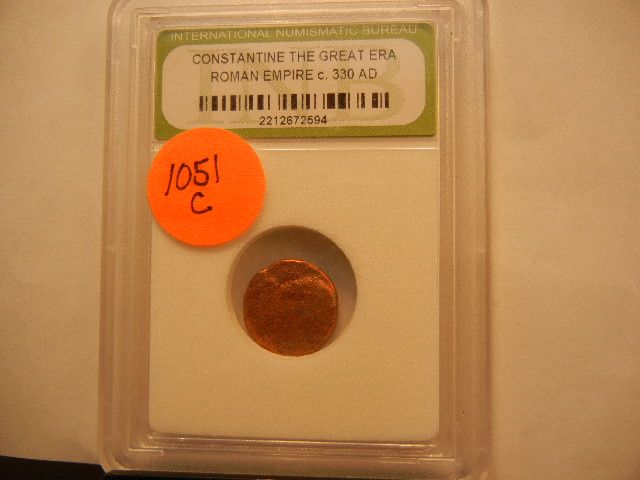 INTERNATIONAL NUMISMATIC BUREAU
CONSTANTINE THE GREAT ERA
ROMAN EMPIRE c. 330 AD
2212672594
1051
C